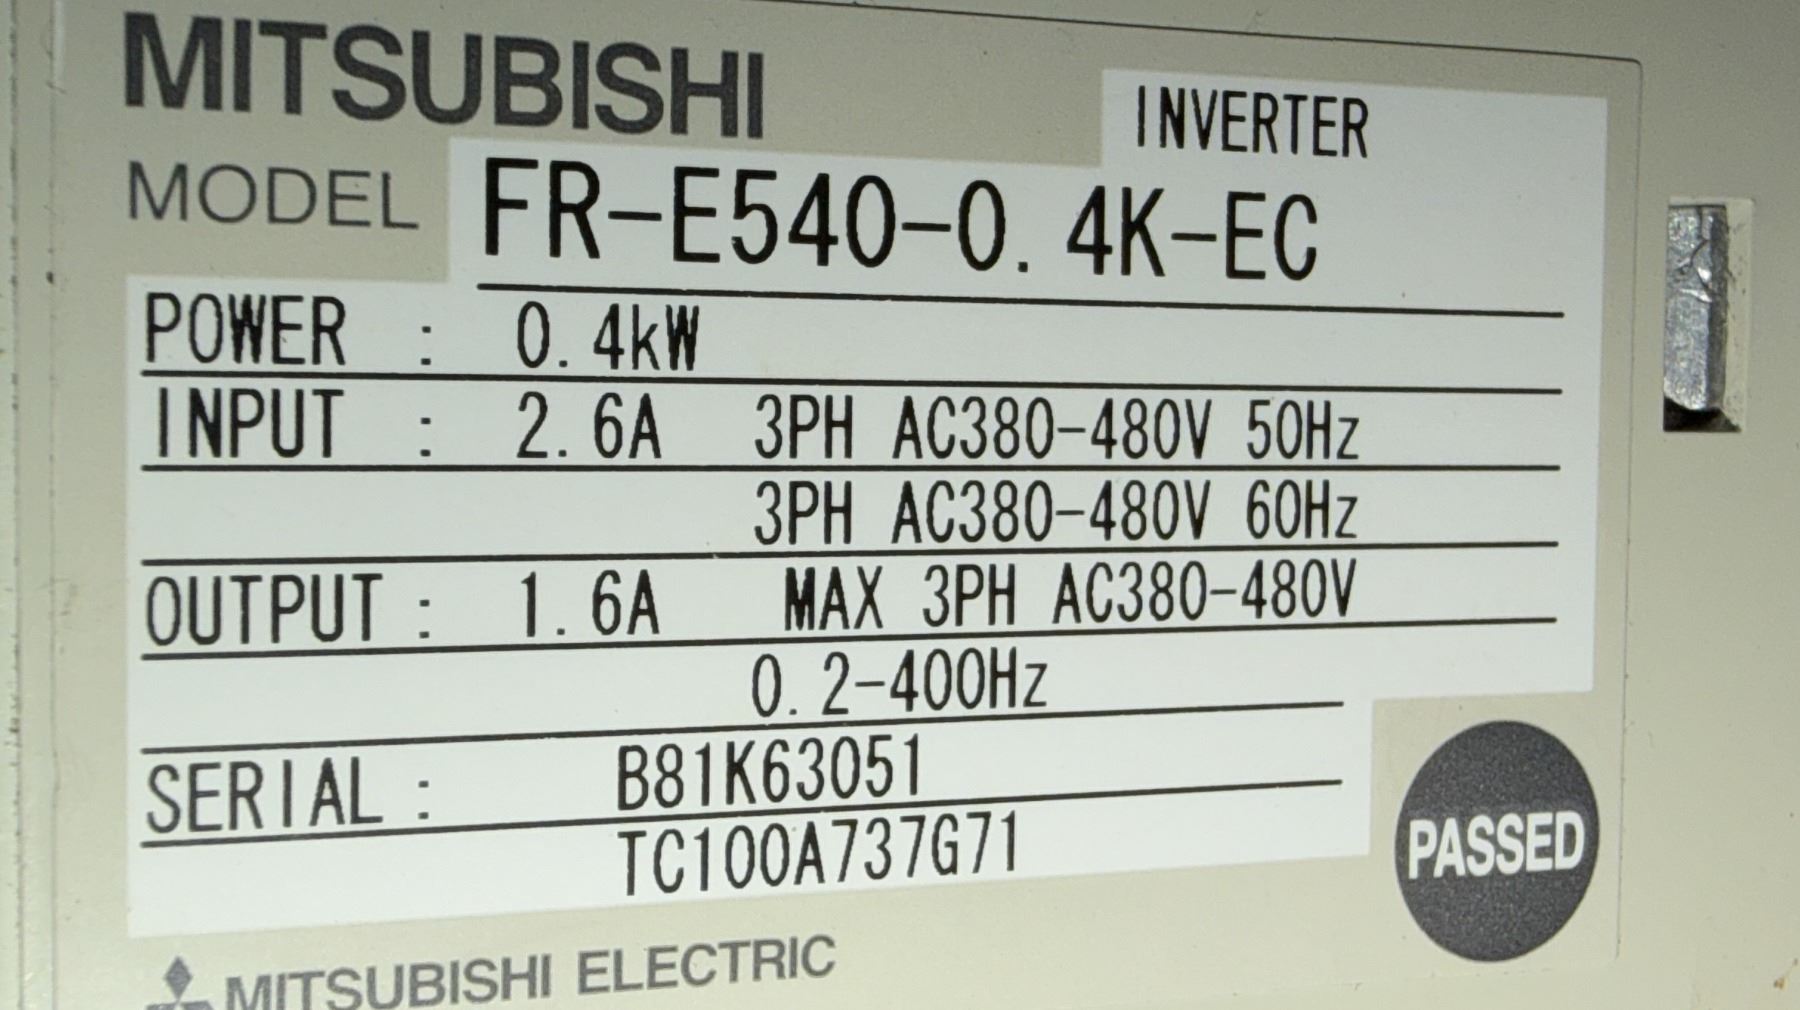 MITSUBISHI
INVERTER
MODEL FR-E540-0.4K-EC
POWER : 0.4kW
INPUT : 2.6A 3PH AC380-480V 50Hz
3PH AC380-480V 60Hz
OUTPUT : 1.6A MAX 3PH AC380-480V
0.2-400Hz
SERIAL : B81K63051
TC100A737G71
PASSED
MITSUBISHI ELECTRIC